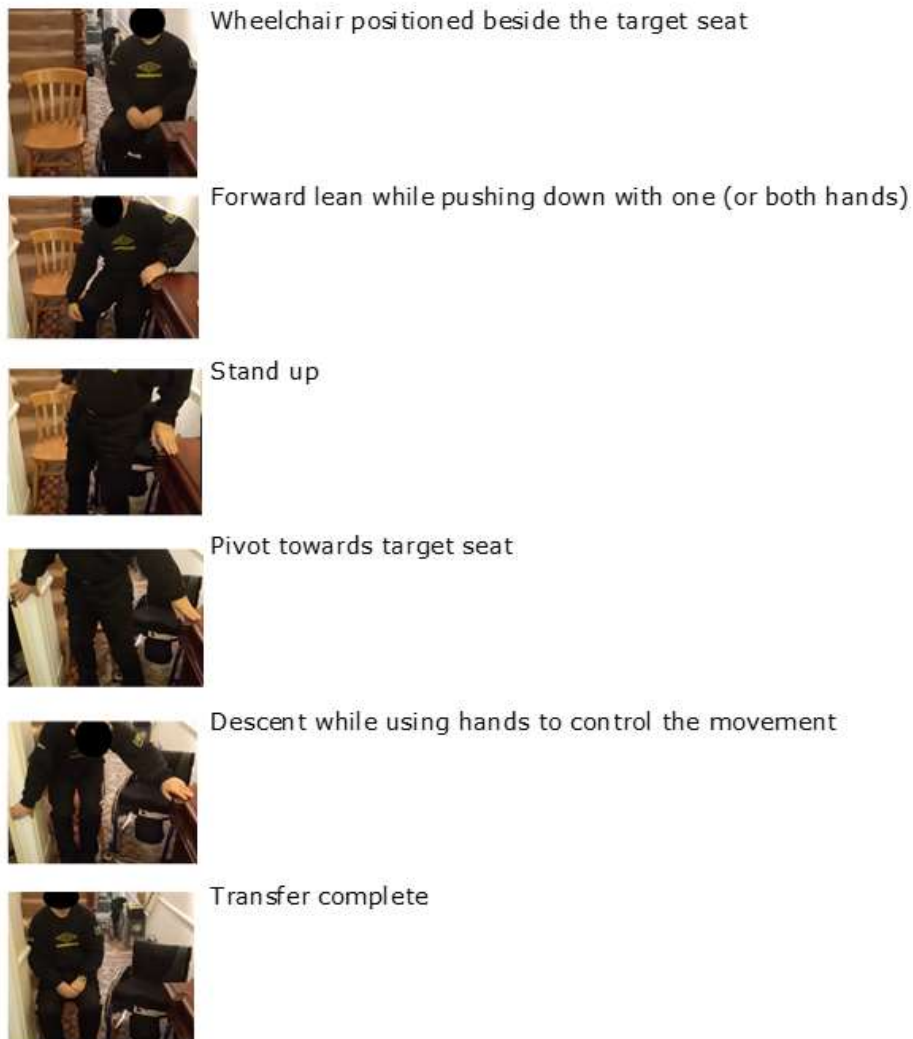 Wheelchair positioned beside the target seat
Forward lean while pushing down with one (or both hands)
Stand up
Pivot towards target seat
Descent while using hands to control the movement
Transfer complete